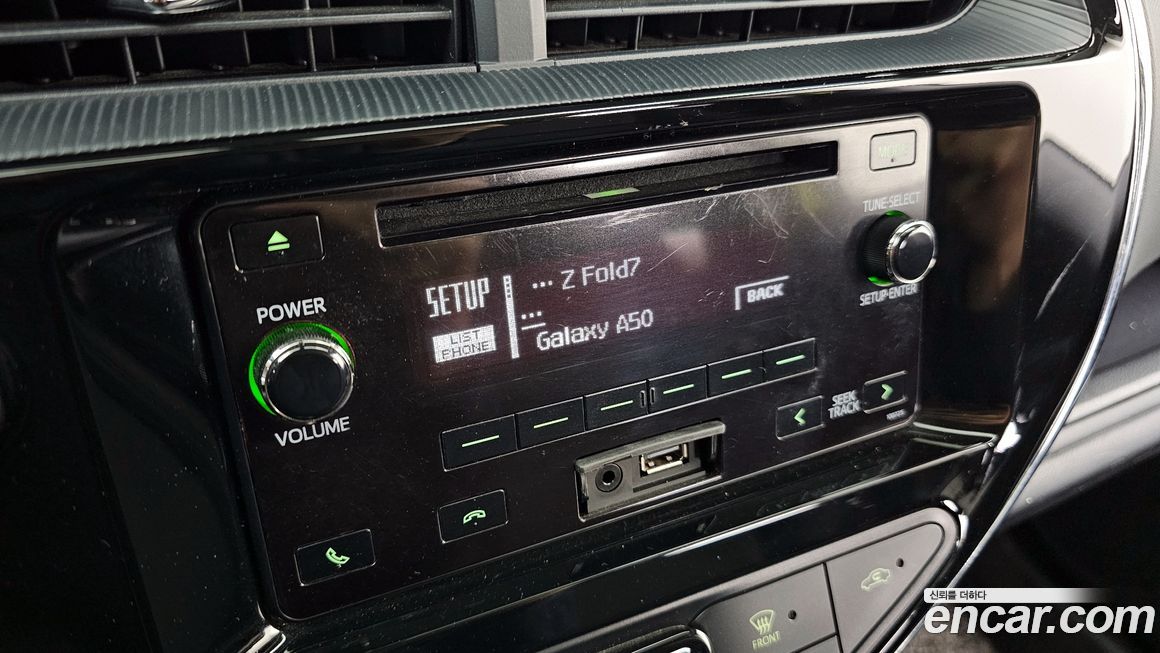 MODE
TUNE·SELECT
SETUP·ENTER
POWER
VOLUME
SETUP
LIST
PHONE
... Z Fold7
...
Galaxy A50
BACK
SEEK
TRACK
FRONT
신뢰를 더하다
encar.com